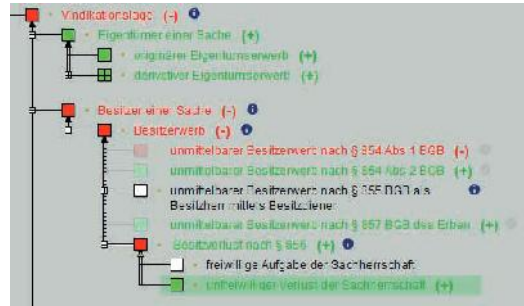 Vindikationslage (-)
Eigentümer einer Sache (+)
originärer Eigentumserwerb (+)
derivativer Eigentumserwerb (+)
Besitzer einer Sache (-)
Besitzerwerb (-)
unmittelbarer Besitzerwerb nach § 854 Abs 1 BGB (-)
unmittelbarer Besitzerwerb nach § 854 Abs 2 BGB (+)
unmittelbarer Besitzerwerb nach § 855 BGB als
Besitzherr mittels Besitzdiener
unmittelbarer Besitzerwerb nach § 857 BGB des Erben (+)
Besitzverlust nach § 856 (+)
freiwillige Aufgabe der Sachherrschaft
unfreiwilliger Verlust der Sachherrschaft (+)